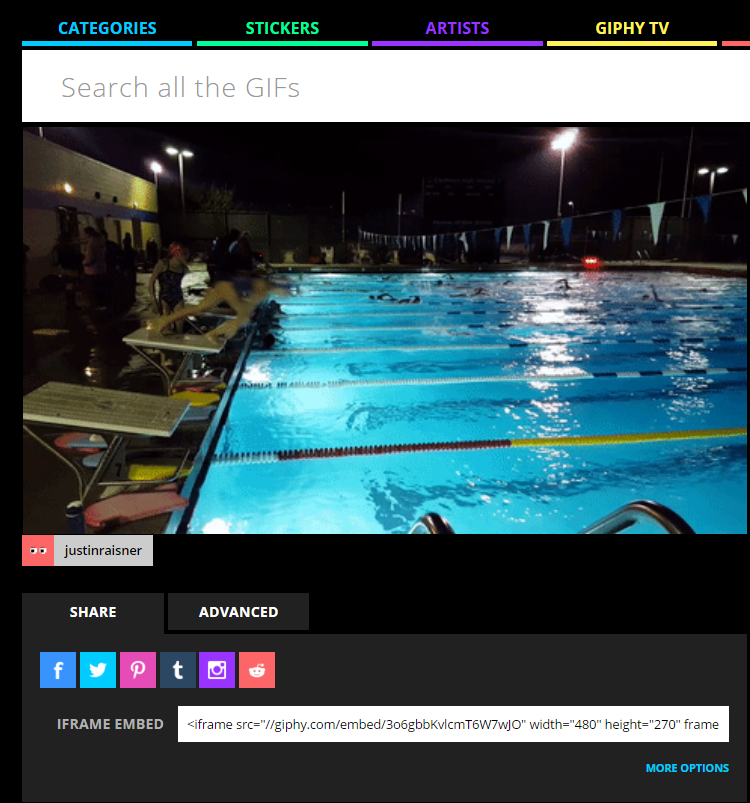 CATEGORIES STICKERS ARTISTS GIPHY TV
Search all the GIFs
justinraisner
SHARE ADVANCED
IFRAME EMBED <iframe src="//giphy.com/embed/3o6gbbKvlcmT6W7wJO" width="480" height="270" frame
MORE OPTIONS